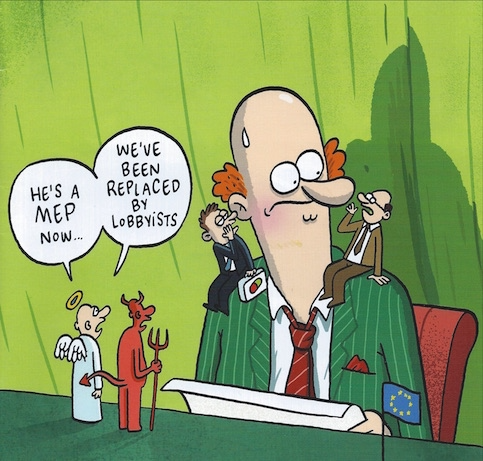 HE'S A
MEP
NOW...
WE'VE
BEEN
REPLACED
BY
LOBBYISTS